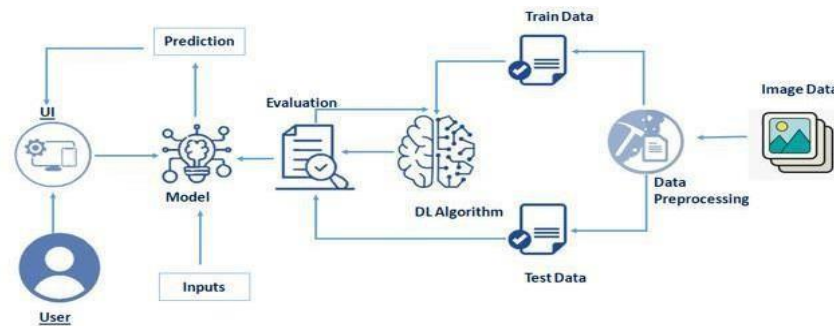 Train Data
Prediction
Image Data
Evaluation
UI
Model
DL Algorithm
Data
Preprocessing
Inputs
Test Data
User